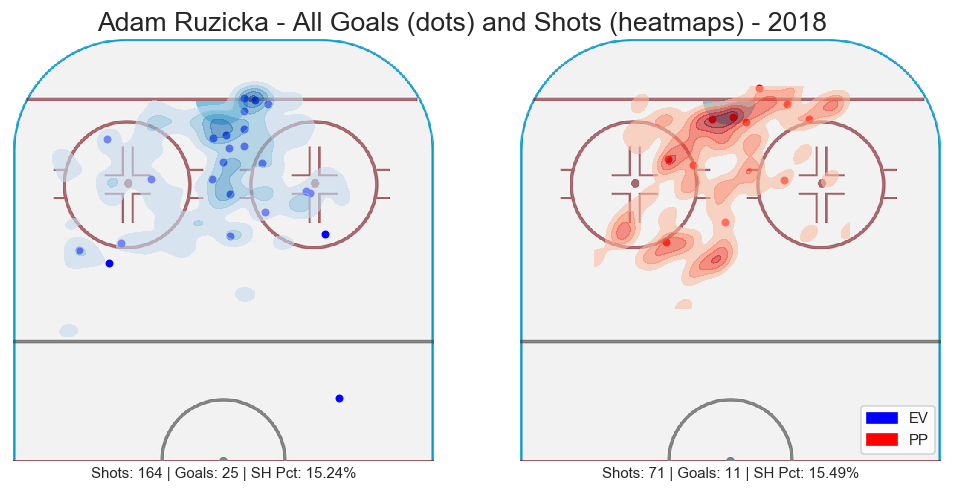 Adam Ruzicka - All Goals (dots) and Shots (heatmaps) - 2018
EV
PP
Shots: 164 | Goals: 25 | SH Pct: 15.24%
Shots: 71 | Goals: 11 | SH Pct: 15.49%